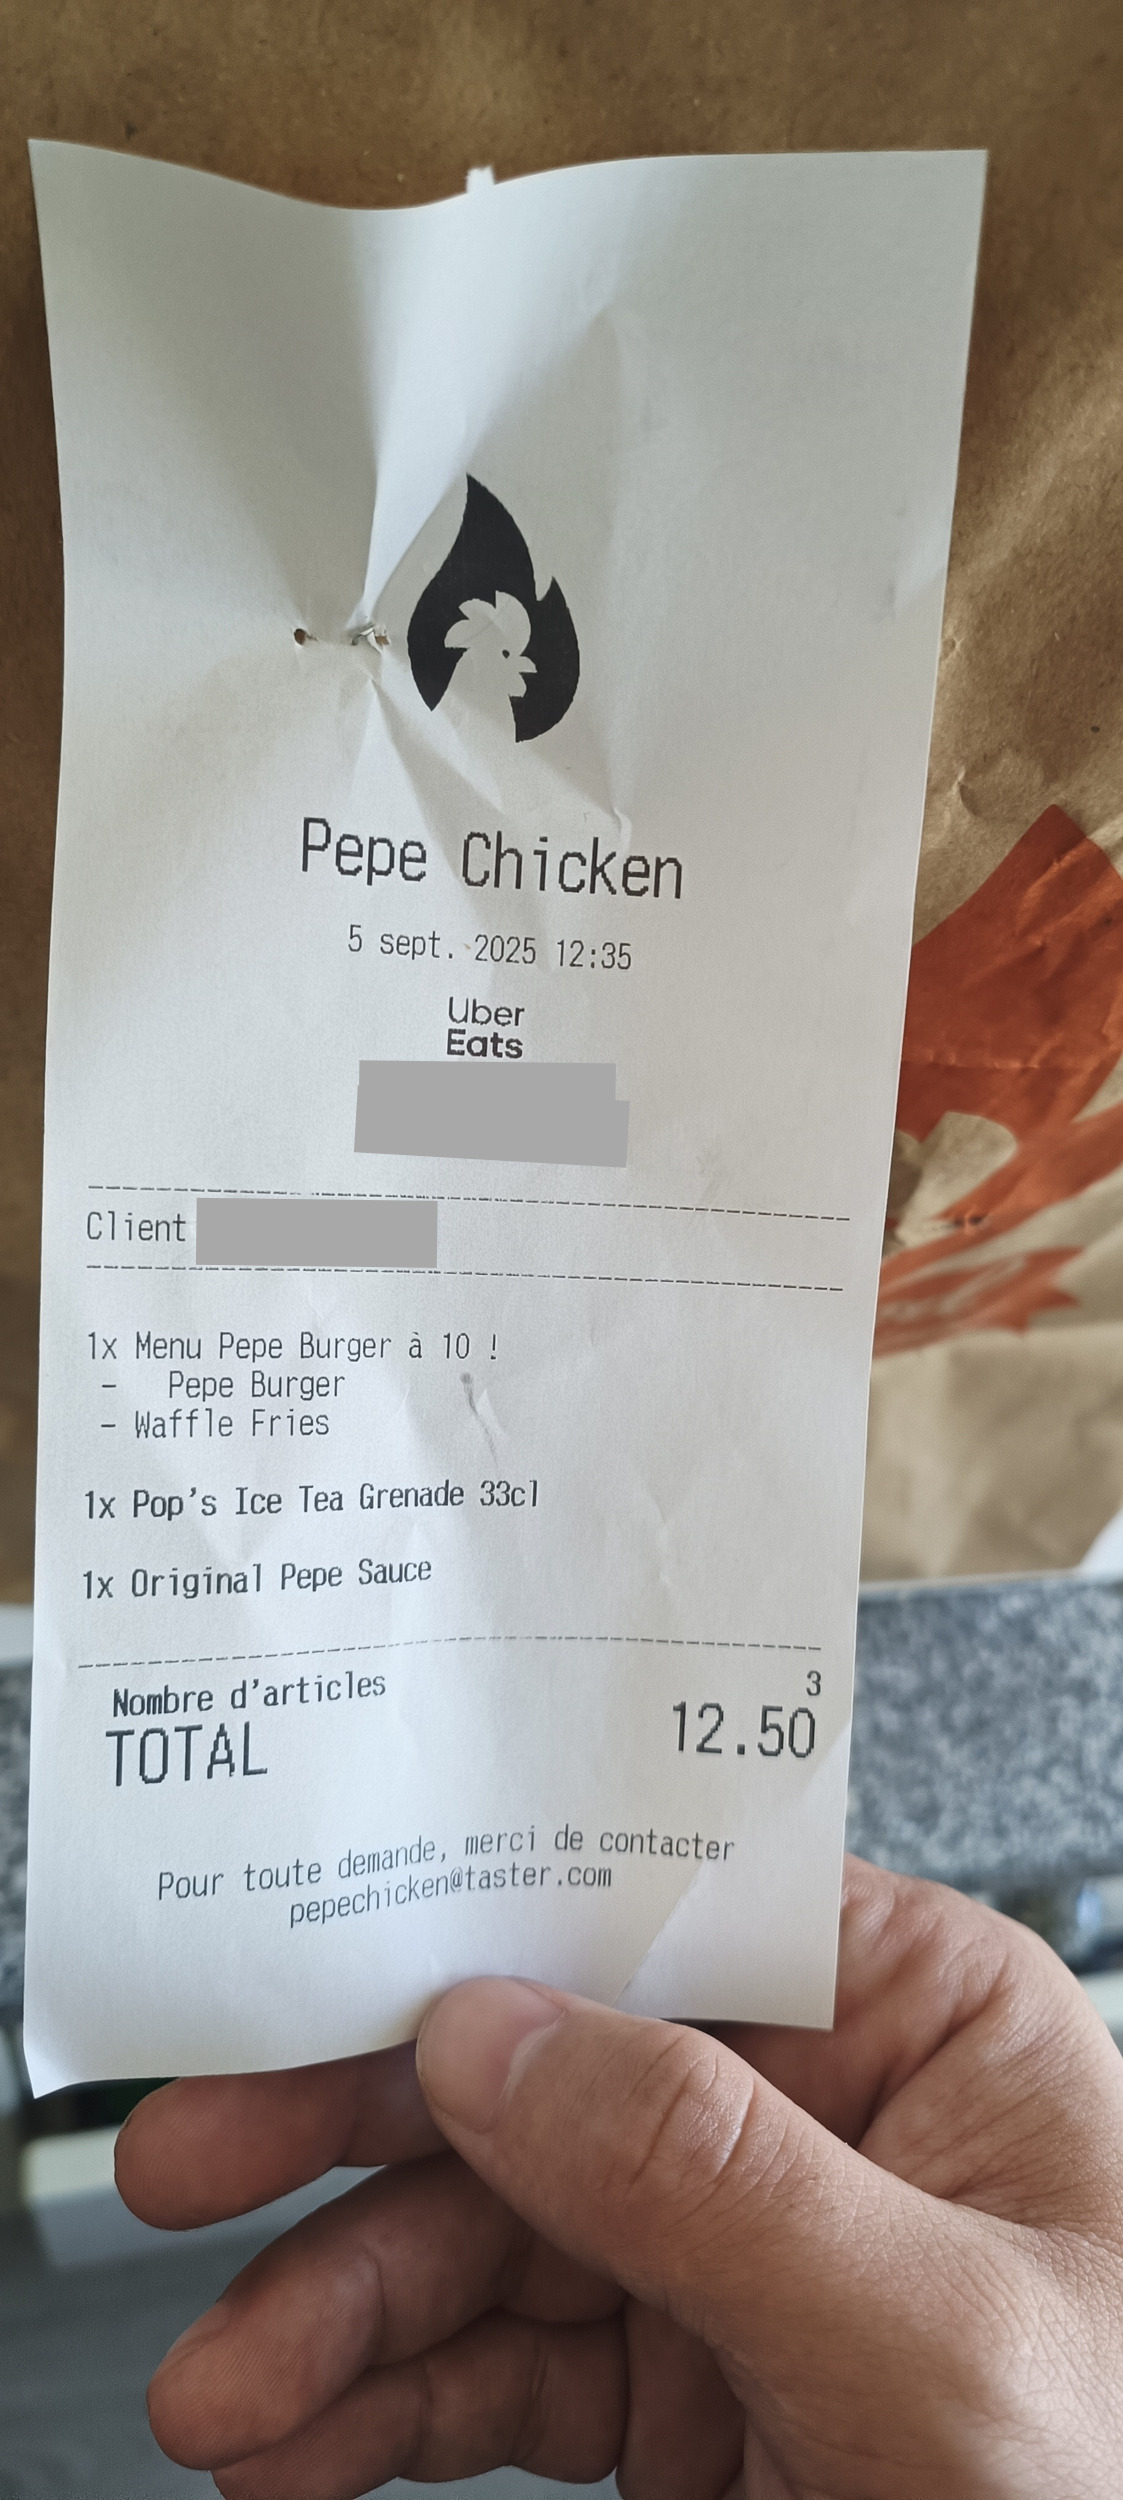 Pepe Chicken
5 sept. 2025 12:35
Uber
Eats
Client
1x Menu Pepe Burger à 10 !
- Pepe Burger
- Waffle Fries
1x Pop's Ice Tea Grenade 33cl
1x Original Pepe Sauce
Nombre d'articles 3
TOTAL 12.50
Pour toute demande, merci de contacter
pepechicken@taster.com